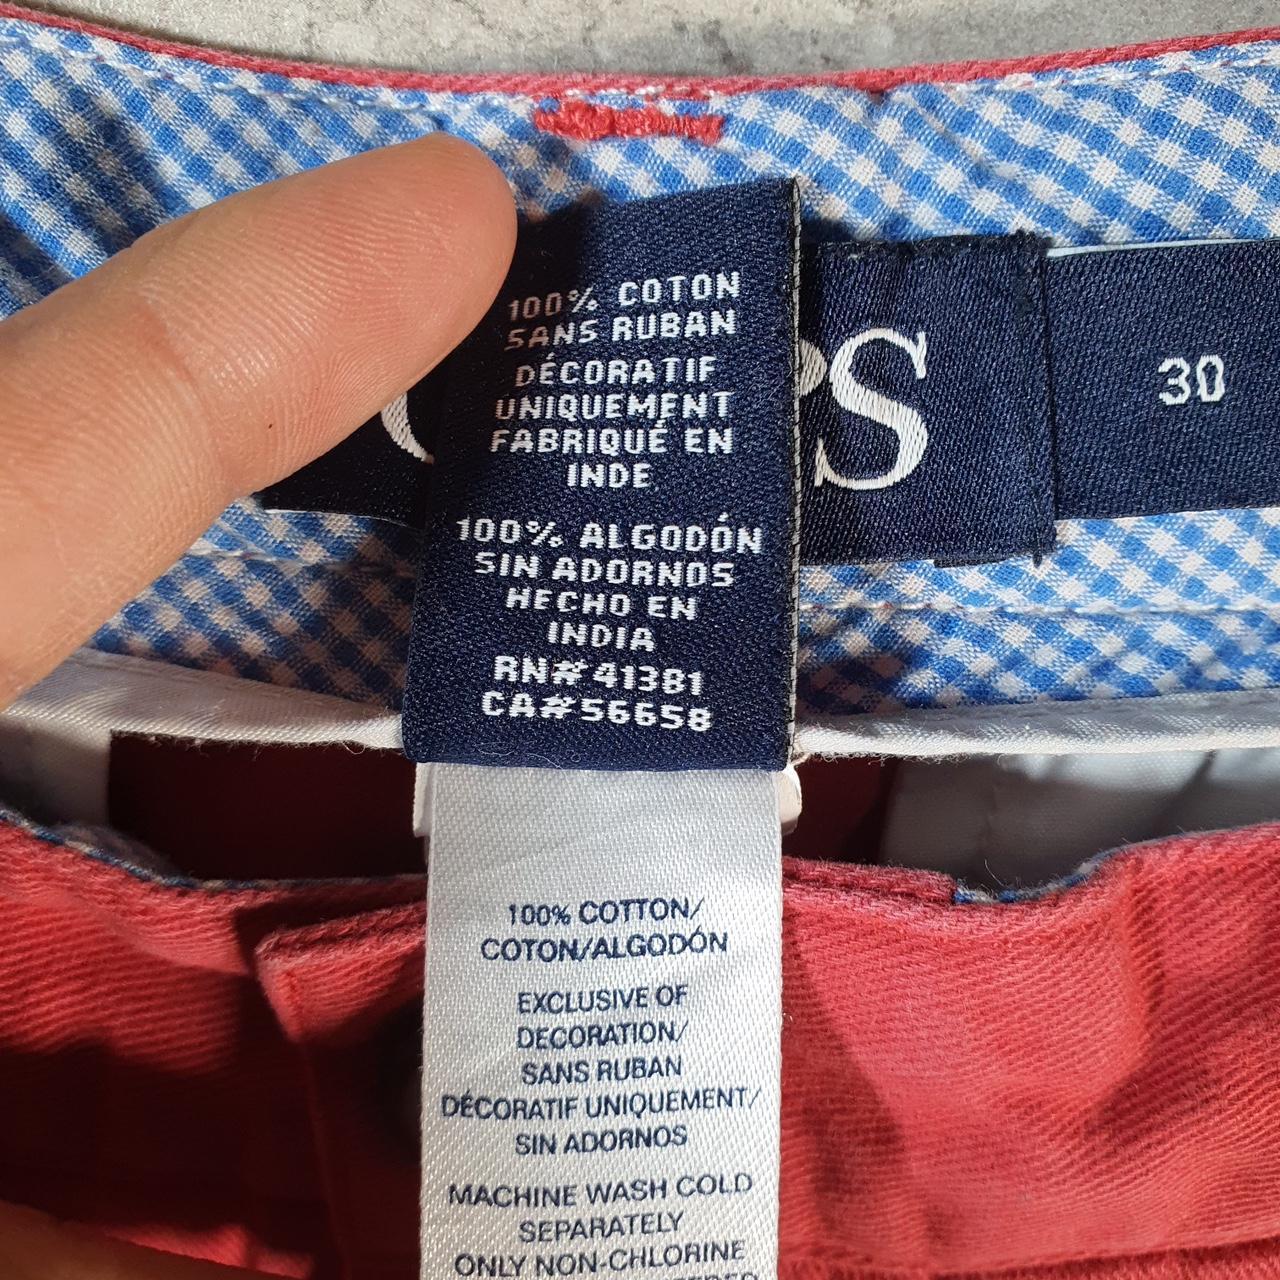 100% COTON
SANS RUBAN
DÉCORATIF
UNIQUEMENT
FABRIQUÉ EN
INDE
100% ALGODÓN
SIN ADORNOS
HECHO EN
INDIA
RN#41381
CA#56658
30
100% COTTON/
COTON/ALGODÓN
EXCLUSIVE OF
DECORATION/
SANS RUBAN
DÉCORATIF UNIQUEMENT/
SIN ADORNOS
MACHINE WASH COLD
SEPARATELY
ONLY NON-CHLORINE